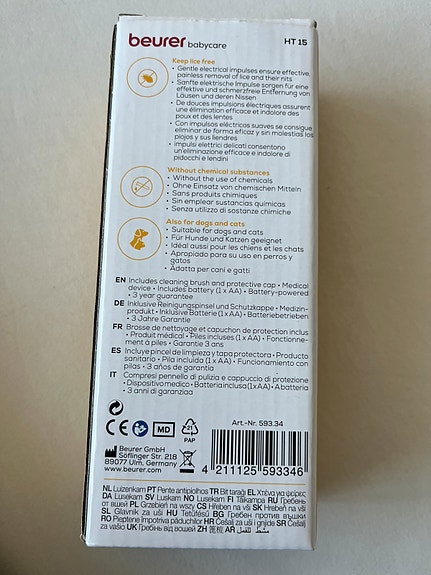 beurer babycare
HT 15
Keep lice free
• Gentle electrical impulses ensure effective, painless removal of lice and their nits
• Sanfte elektrische Impulse sorgen für eine effektive und schmerzfreie Entfernung von Läusen und deren Nissen
• De douces impulsions électriques assurent une élimination efficace et indolore des poux et des lentes
• Con impulsos eléctricos suaves se consigue eliminar de forma eficaz y sin molestias los piojos y sus liendres
• impulsi elettrici delicati consentono un'eliminazione efficace e indolore di pidocchi e lendini
Without chemical substances
• Without the use of chemicals
• Ohne Einsatz von chemischen Mitteln
• Sans produits chimiques
• Sin emplear sustancias químicas
• Senza utilizzo di sostanze chimiche
Also for dogs and cats
• Suitable for dogs and cats
• Für Hunde und Katzen geeignet
• Idéal aussi pour les chiens et les chats
• Apropiado para su uso en perros y gatos
• Adatta per cani e gatti
EN Includes cleaning brush and protective cap • Medical
device • Includes battery (1 x AA) • Battery-powered
• 3 year guarantee
DE Inklusive Reinigungspinsel und Schutzkappe • Medizin-
produkt • Inklusive Batterie (1 x AA) • Batteriebetrieben
• 3 Jahre Garantie
FR Brosse de nettoyage et capuchon de protection inclus
• Produit médical • Piles incluses (1 x AA) • Fonctionne-
ment à piles • Garantie 3 ans
ES Incluye pincel de limpieza y tapa protectora • Producto
sanitario • Pila incluida (1 x AA) • Funcionamiento con
pilas • 3 años de garantía
IT Compresi pennello di pulizia e cappuccio di protezione
• Dispositivo medico • Batteria inclusa (1 x AA) • A batteria
• 3 anni di garanzia
CE MD 21 PAP
Art.-Nr. 593.34
Beurer GmbH
Söflinger Str. 218
89077 Ulm, Germany
www.beurer.com
4 211125 593346
NL Luizenkam PT Pente antipiolhos TR Bit tarağı EL Χτένα για ψείρες
DA Lusekam SV Luskam NO Lusekam FI Täikampa RU Гребень
от вшей PL Grzebień na wszy CS Hřeben na vši SK Hrebeň na vši
SL Glavnik za uši HU Tetűfésű BG Гребен против въшки
RO Pieptene împotriva păduchilor HR Češalj za uši i gnjide SR Češalj
za vašio UK Гребінь від вошей ZH 篦梳 AR